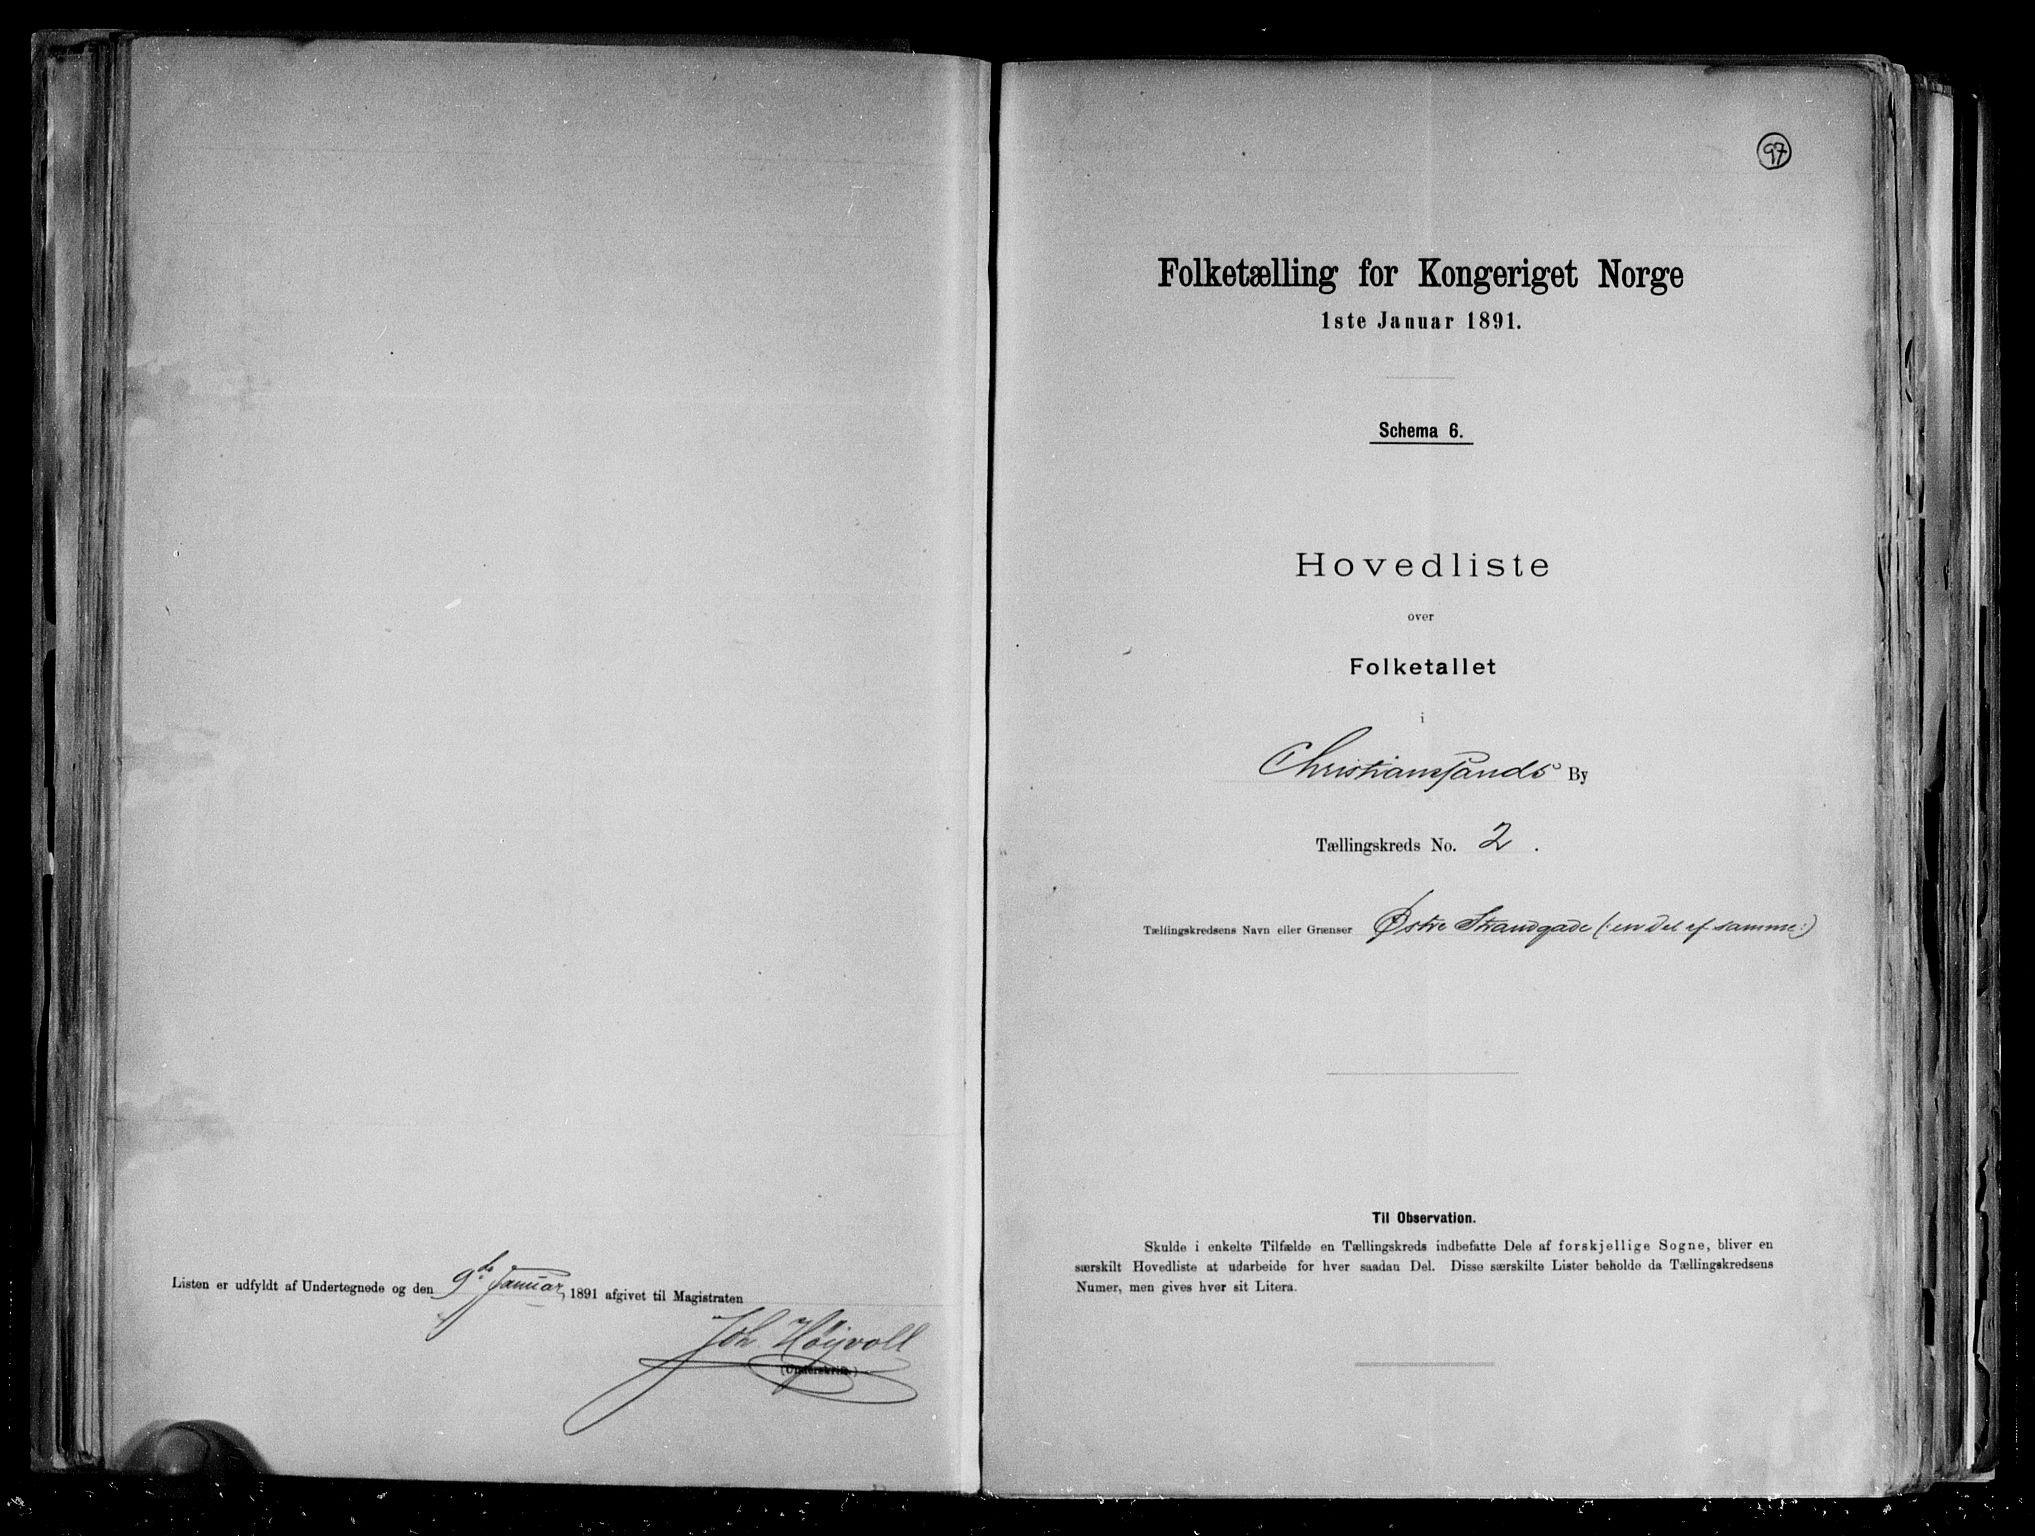 Listen er udfyldt af Undertegnede og den 9de Januar 1891 afgivet til Magistraten
Joh Höyvoll
(Underskrift.)
97
Folketælling for Kongeriget Norge
1ste Januar 1891.
Schema 6.
Hovedliste
over
Folketallet
i
Christianssands By
Tællingskreds No. 2.
Tællingskredsens Navn eller Grænser Østre Strandgade (: en del af samme :)
Til Observation.
Skulde i enkelte Tilfælde en Tællingskreds indbefatte Dele af forskjellige Sogne, bliver en
særskilt Hovedliste at udarbeide for hver saadan Del. Disse særskilte Lister beholde da Tællingskredsens
Numer, men gives hver sit Litera.